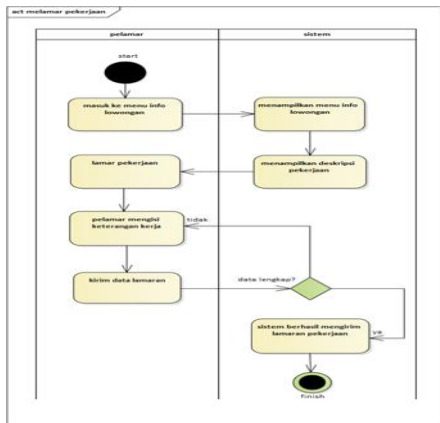 act melamar pekerjaan
pelamar
sistem
start
masuk ke menu info
lowongan
menampilkan menu info
lowongan
lamar pekerjaan
menampilkan deskripsi
pekerjaan
pelamar mengisi
keterangan kerja
tidak
kirim data lamaran
data lengkap?
sistem berhasil mengirim
lamaran pekerjaan
ya
finish